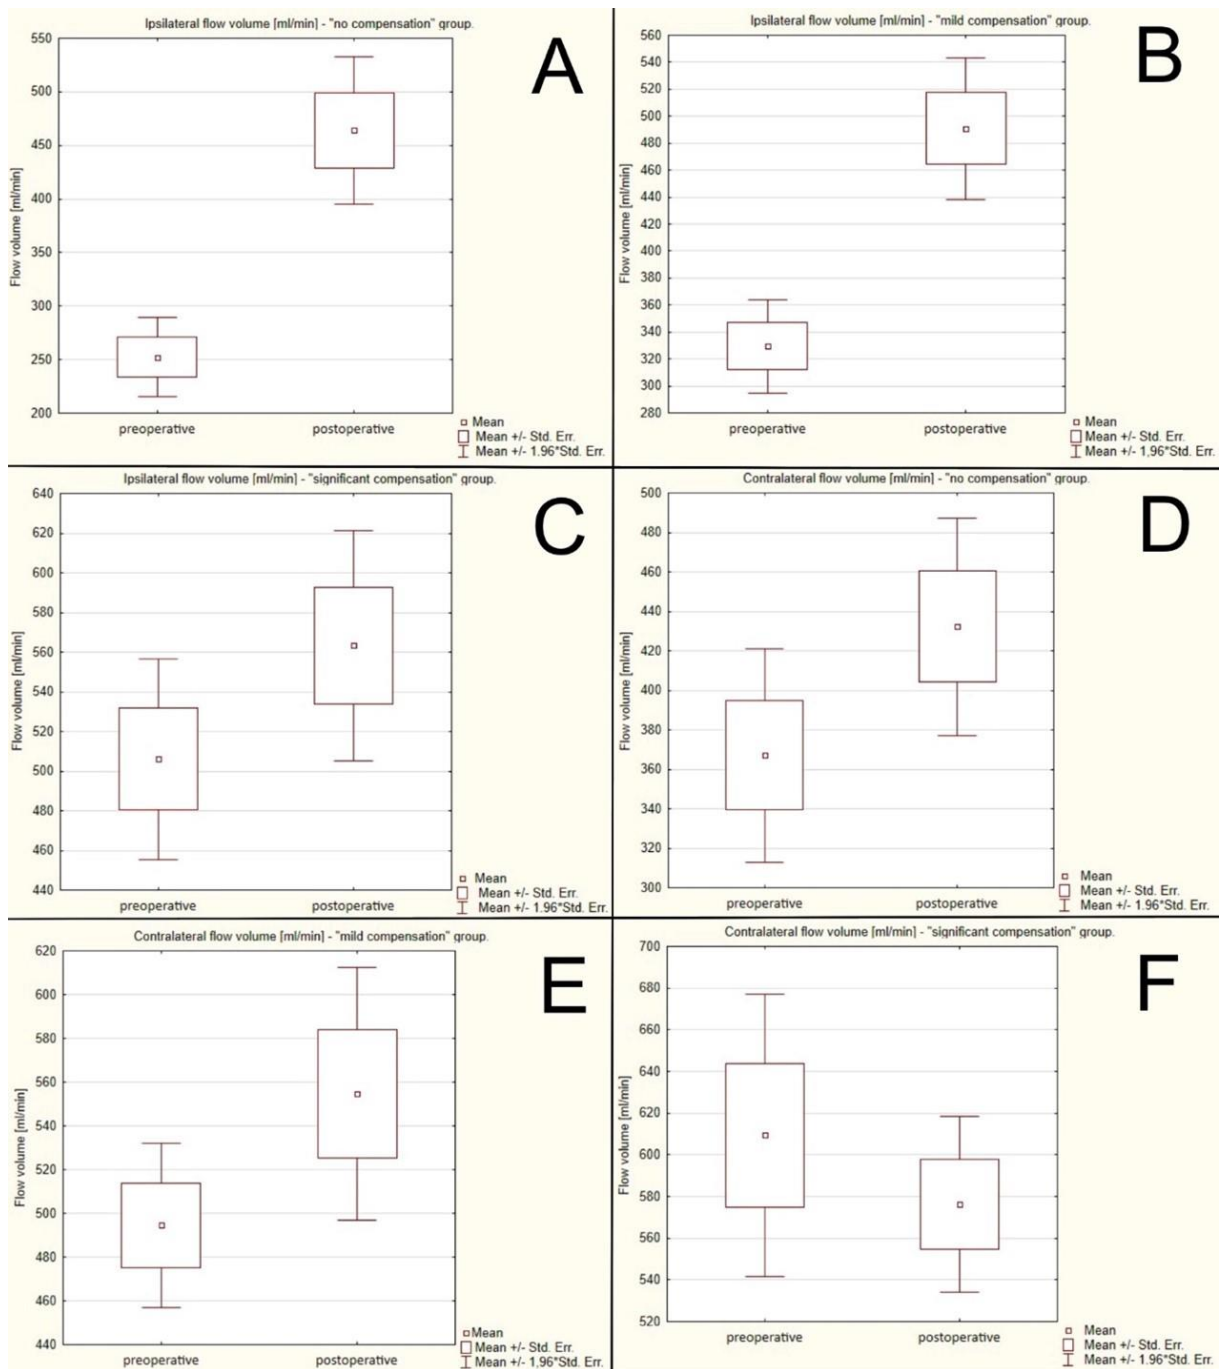 Ipsilateral flow volume [ml/min] - "no compensation" group.
A
Flow volume [ml/min]
550
500
450
400
350
300
250
200
preoperative
postoperative
Mean
Mean +/- Std. Err.
Mean +/- 1.96*Std. Err.
Ipsilateral flow volume [ml/min] - "mild compensation" group.
B
Flow volume [ml/min]
560
540
520
500
480
460
440
420
400
380
360
340
320
300
280
preoperative
postoperative
Mean
Mean +/- Std. Err.
Mean +/- 1,96*Std. Err.
Ipsilateral flow volume [ml/min] - "significant compensation" group.
C
Flow volume [ml/min]
640
620
600
580
560
540
520
500
480
460
440
preoperative
postoperative
Mean
Mean +/- Std. Err.
Mean +/- 1.96*Std. Err.
Contralateral flow volume [ml/min] - "no compensation" group.
D
Flow volume [ml/min]
500
480
460
440
420
400
380
360
340
320
300
preoperative
postoperative
Mean
Mean +/- Std. Err.
Mean +/- 1.96*Std. Err.
Contralateral flow volume [ml/min] - "mild compensation" group.
E
Flow volume [ml/min]
620
600
580
560
540
520
500
480
460
440
preoperative
postoperative
Mean
Mean +/- Std. Err.
Mean +/- 1,96*Std. Err.
Contralateral flow volume [ml/min] - "significant compensation" group.
F
Flow volume [ml/min]
700
680
660
640
620
600
580
560
540
520
preoperative
postoperative
Mean
Mean +/- Std. Err.
Mean +/- 1.96*Std. Err.